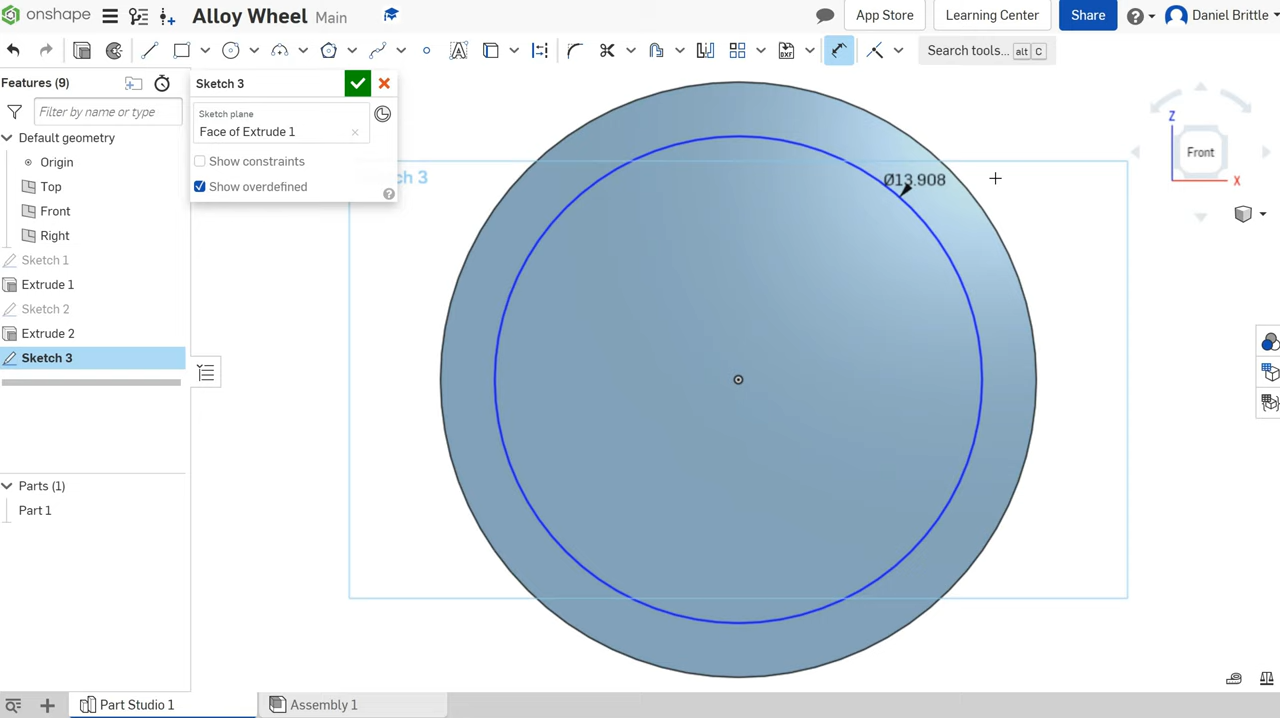 onshape Alloy Wheel Main App Store Learning Center Share Daniel Brittle
Search tools... alt C
Features (9)
Filter by name or type
Default geometry
Origin
Top
Front
Right
Sketch 1
Extrude 1
Sketch 2
Extrude 2
Sketch 3
Parts (1)
Part 1
Sketch 3
Sketch plane
Face of Extrude 1
Show constraints
Show overdefined
ch 3
Ø13.908
Z
Front
X
Part Studio 1
Assembly 1